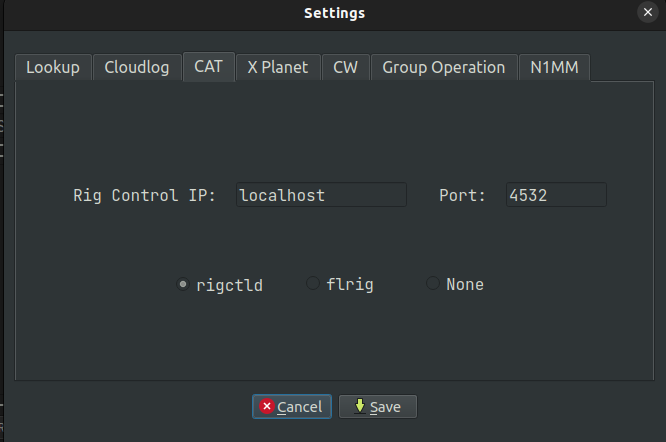 Settings
Lookup Cloudlog CAT X Planet CW Group Operation N1MM
Rig Control IP: localhost Port: 4532
rigctld flrig None
Cancel Save